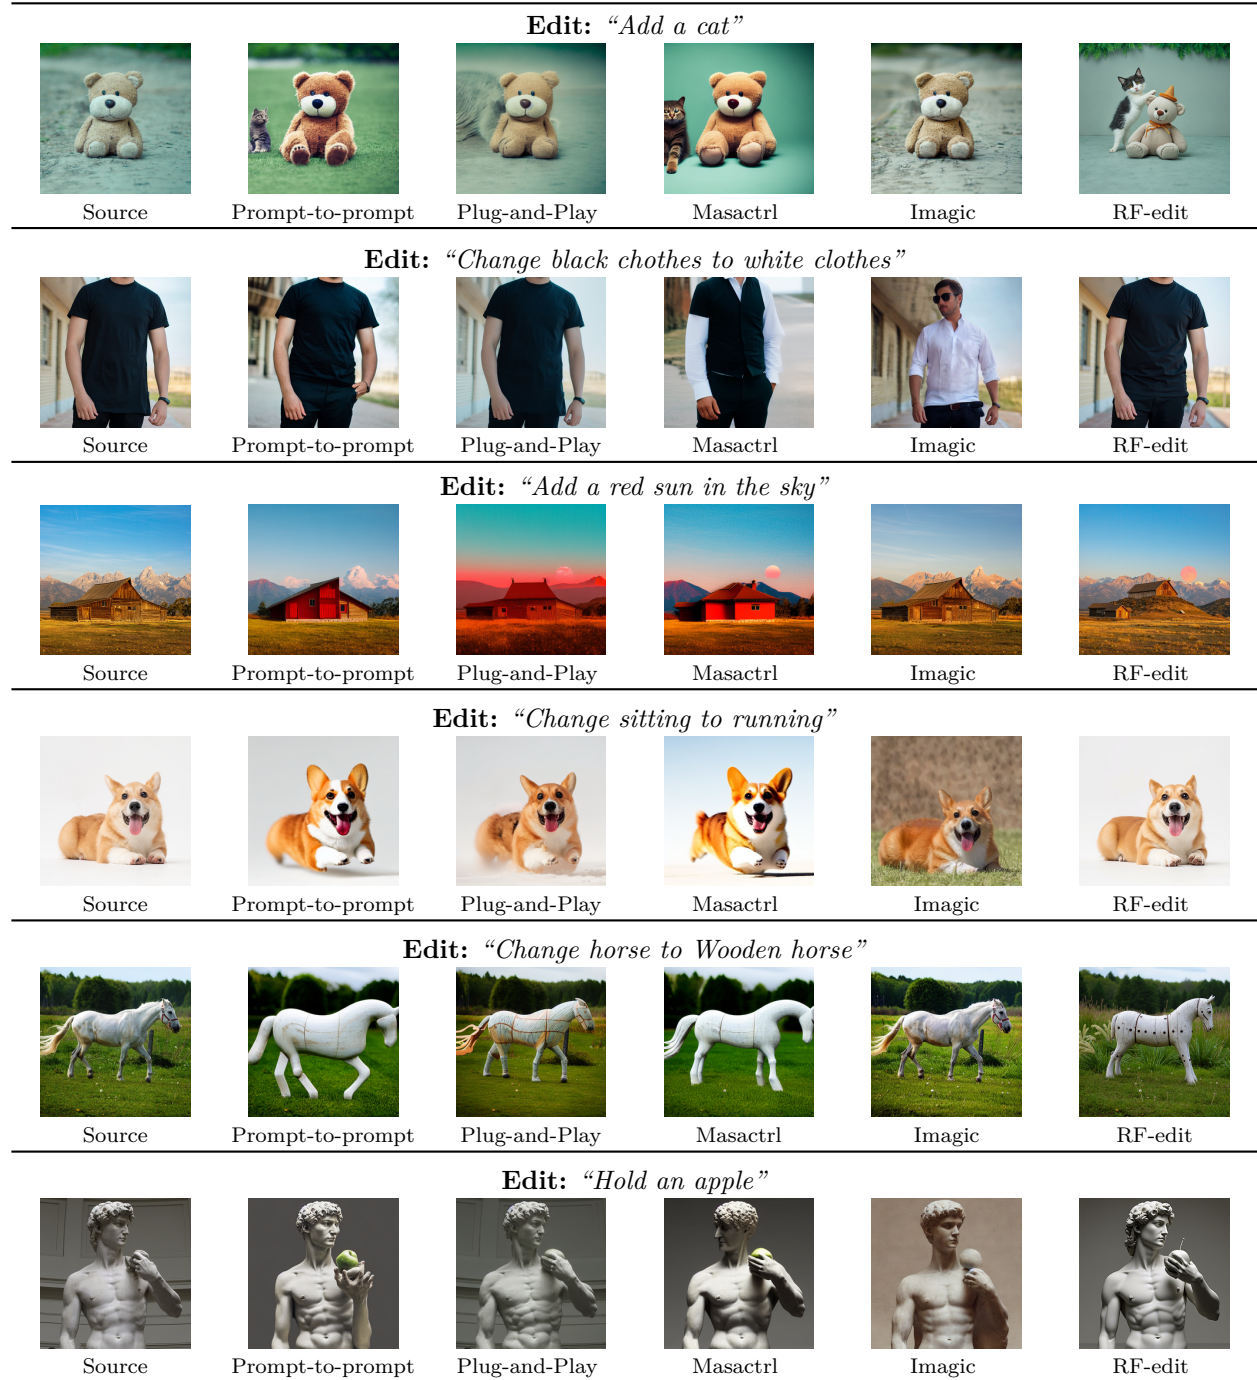 Edit: “Add a cat”
Source Prompt-to-prompt Plug-and-Play Masactrl Imagic RF-edit
Edit: “Change black chothes to white clothes”
Source Prompt-to-prompt Plug-and-Play Masactrl Imagic RF-edit
Edit: “Add a red sun in the sky”
Source Prompt-to-prompt Plug-and-Play Masactrl Imagic RF-edit
Edit: “Change sitting to running”
Source Prompt-to-prompt Plug-and-Play Masactrl Imagic RF-edit
Edit: “Change horse to Wooden horse”
Source Prompt-to-prompt Plug-and-Play Masactrl Imagic RF-edit
Edit: “Hold an apple”
Source Prompt-to-prompt Plug-and-Play Masactrl Imagic RF-edit